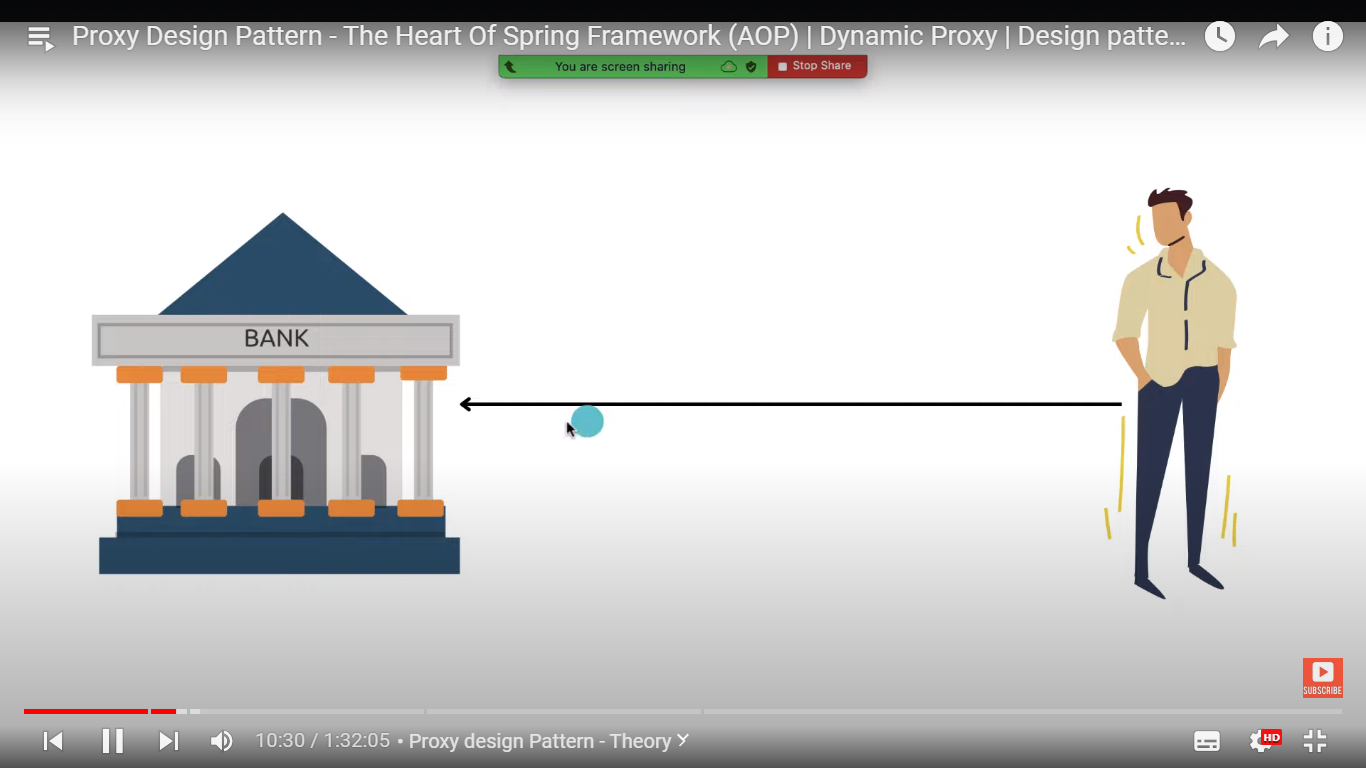 Proxy Design Pattern - The Heart Of Spring Framework (AOP) | Dynamic Proxy | Design patte...
You are screen sharing
Stop Share
BANK
SUBSCRIBE
10:30 / 1:32:05 • Proxy design Pattern - Theory
HD